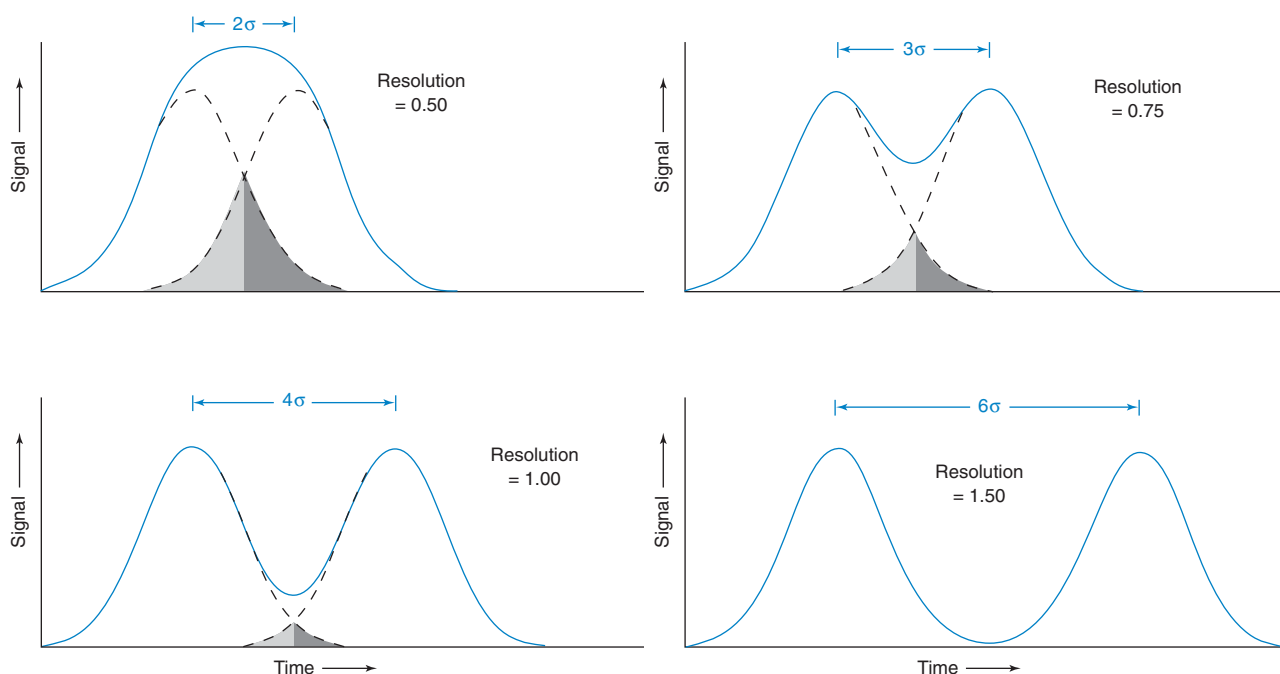 2σ
Resolution
= 0.50
Signal
3σ
Resolution
= 0.75
Signal
4σ
Resolution
= 1.00
Signal
Time
6σ
Resolution
= 1.50
Signal
Time